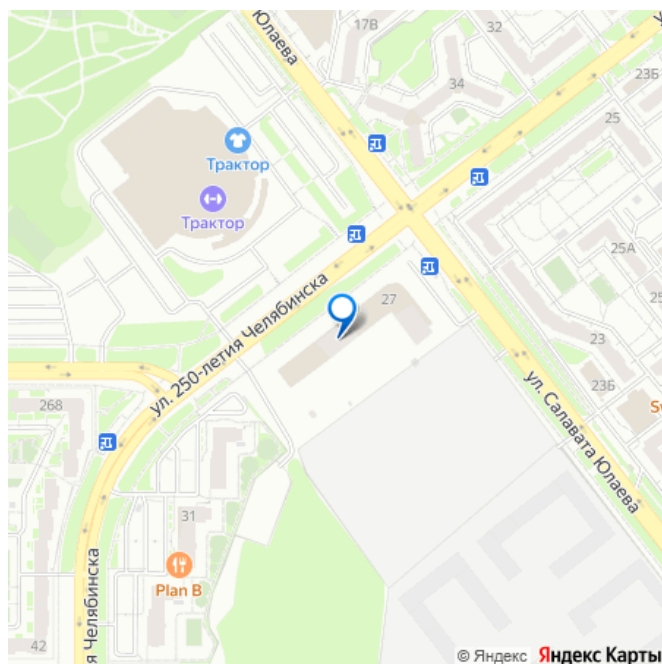 Юлаева
17В
32
34
23Б
25
Трактор
Трактор
25А
27
ул. 250-летия Челябинска
23
23Б
ул. Салавата Юлаева
268
31
Plan B
я Челябинска
42
© Яндекс Яндекс Карты